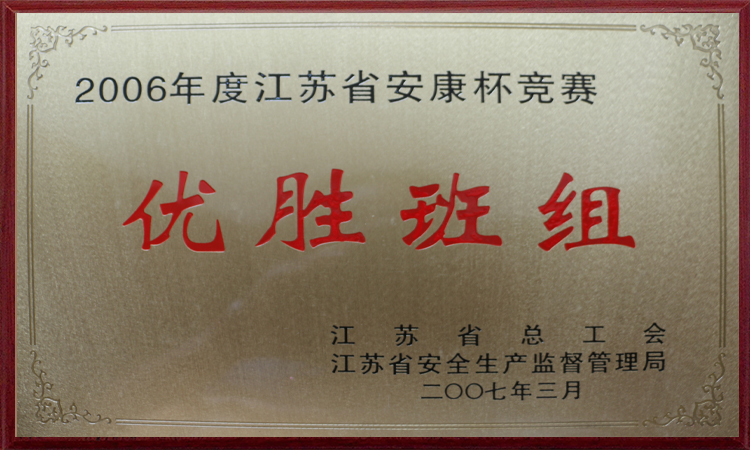 2006年度江苏省安康杯竞赛
优胜班组
江苏省总工会
江苏省安全生产监督管理局
二〇〇七年三月